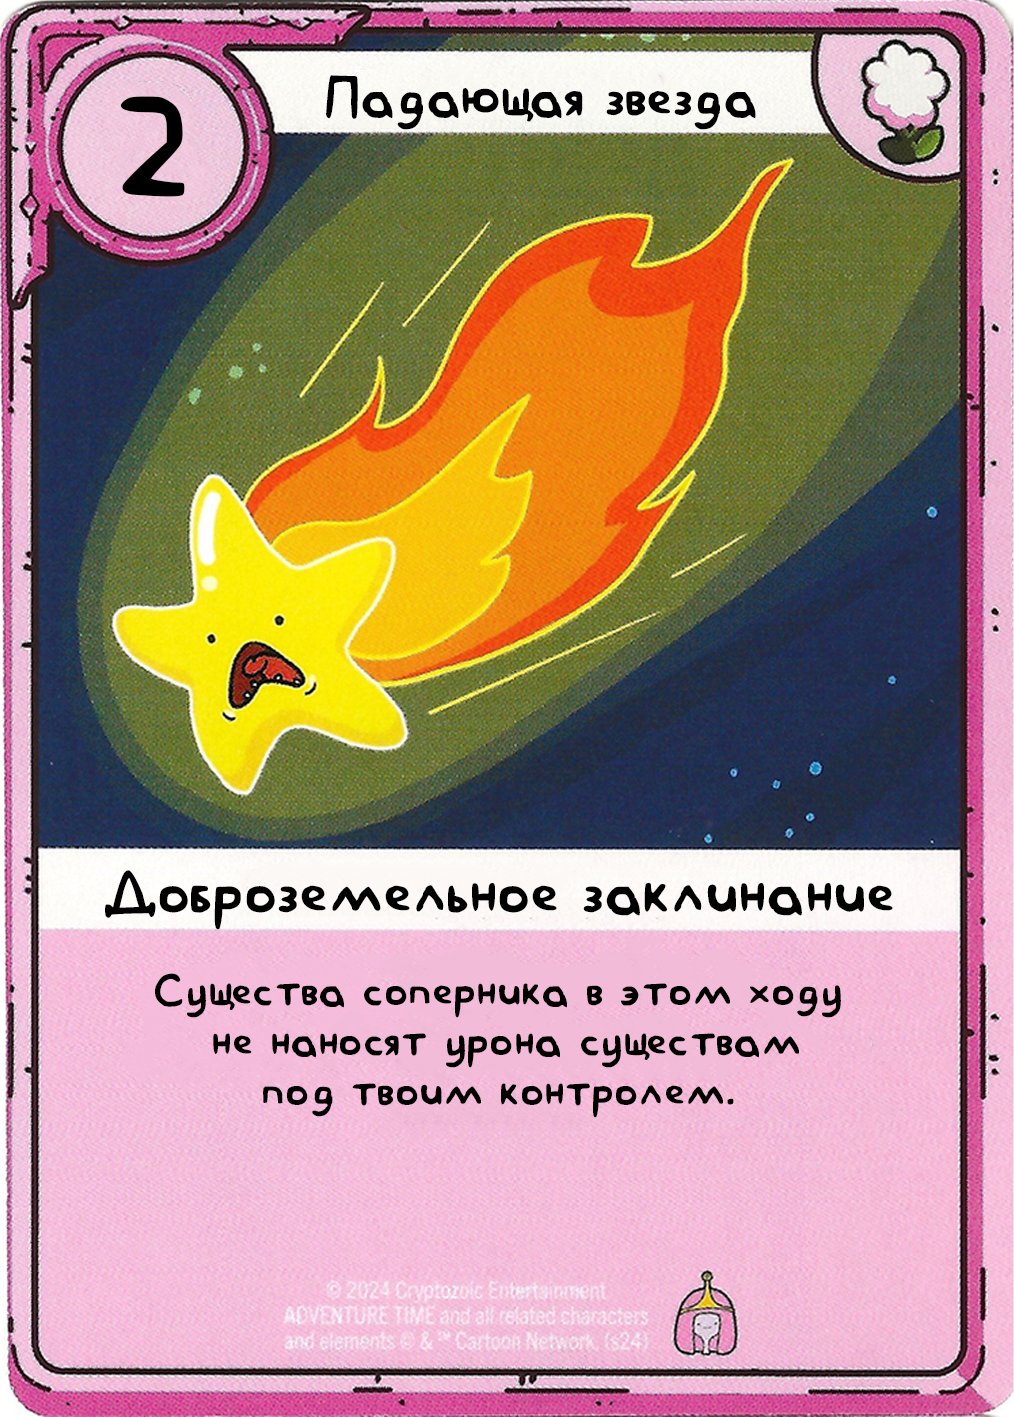 2
Падающая звезда
Доброземельное заклинание
Существа соперника в этом ходу
не наносят урона существам
под твоим контролем.
© 2024 Cryptozoic Entertainment
ADVENTURE TIME and all related characters
and elements © & ™ Cartoon Network. (s24)